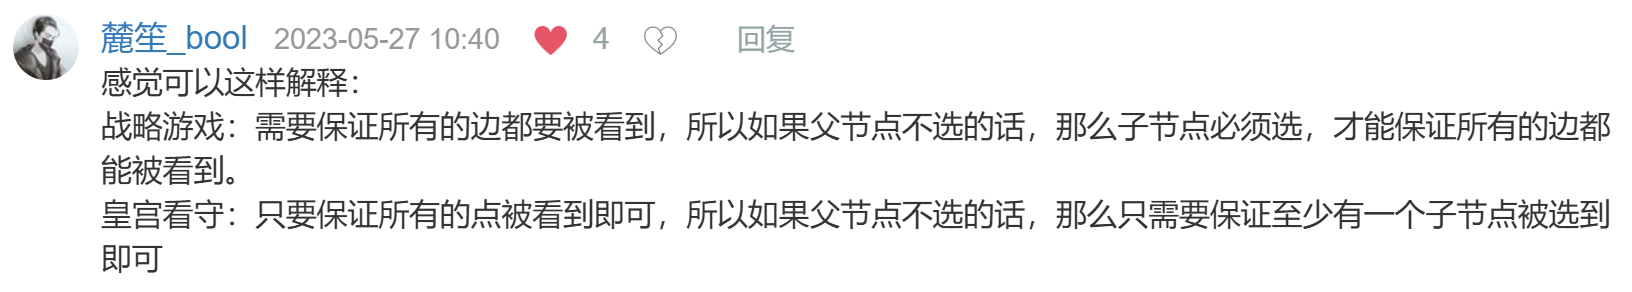 麓笙_bool 2023-05-27 10:40 4 回复
感觉可以这样解释：
战略游戏：需要保证所有的边都要被看到，所以如果父节点不选的话，那么子节点必须选，才能保证所有的边都
能被看到。
皇宫看守：只要保证所有的点被看到即可，所以如果父节点不选的话，那么只需要保证至少有一个子节点被选到
即可